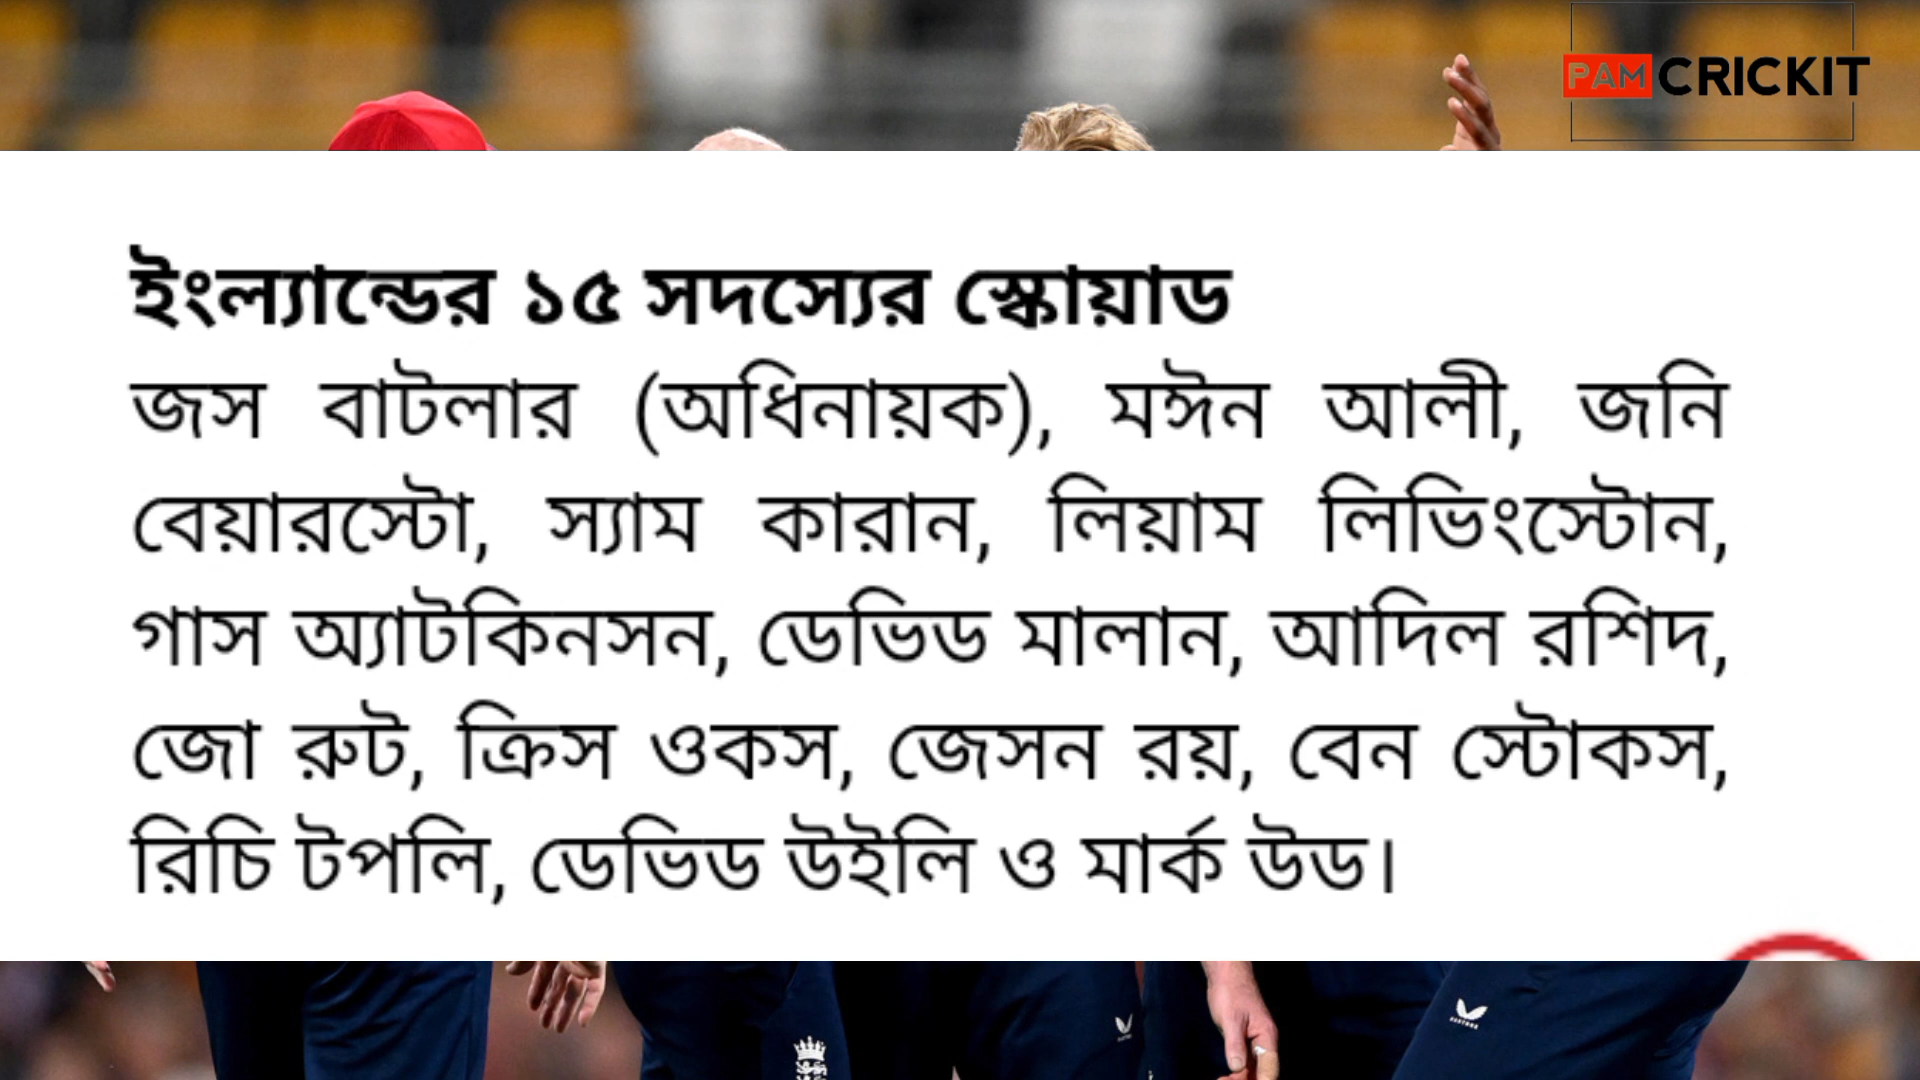 PAM CRICKIT
ইংল্যান্ডের ১৫ সদস্যের স্কোয়াড
জস বাটলার (অধিনায়ক), মঈন আলী, জনি
বেয়ারস্টো, স্যাম কারান, লিয়াম লিভিংস্টোন,
গাস অ্যাটকিনসন, ডেভিড মালান, আদিল রশিদ,
জো রুট, ক্রিস ওকস, জেসন রয়, বেন স্টোকস,
রিচি টপলি, ডেভিড উইলি ও মার্ক উড।